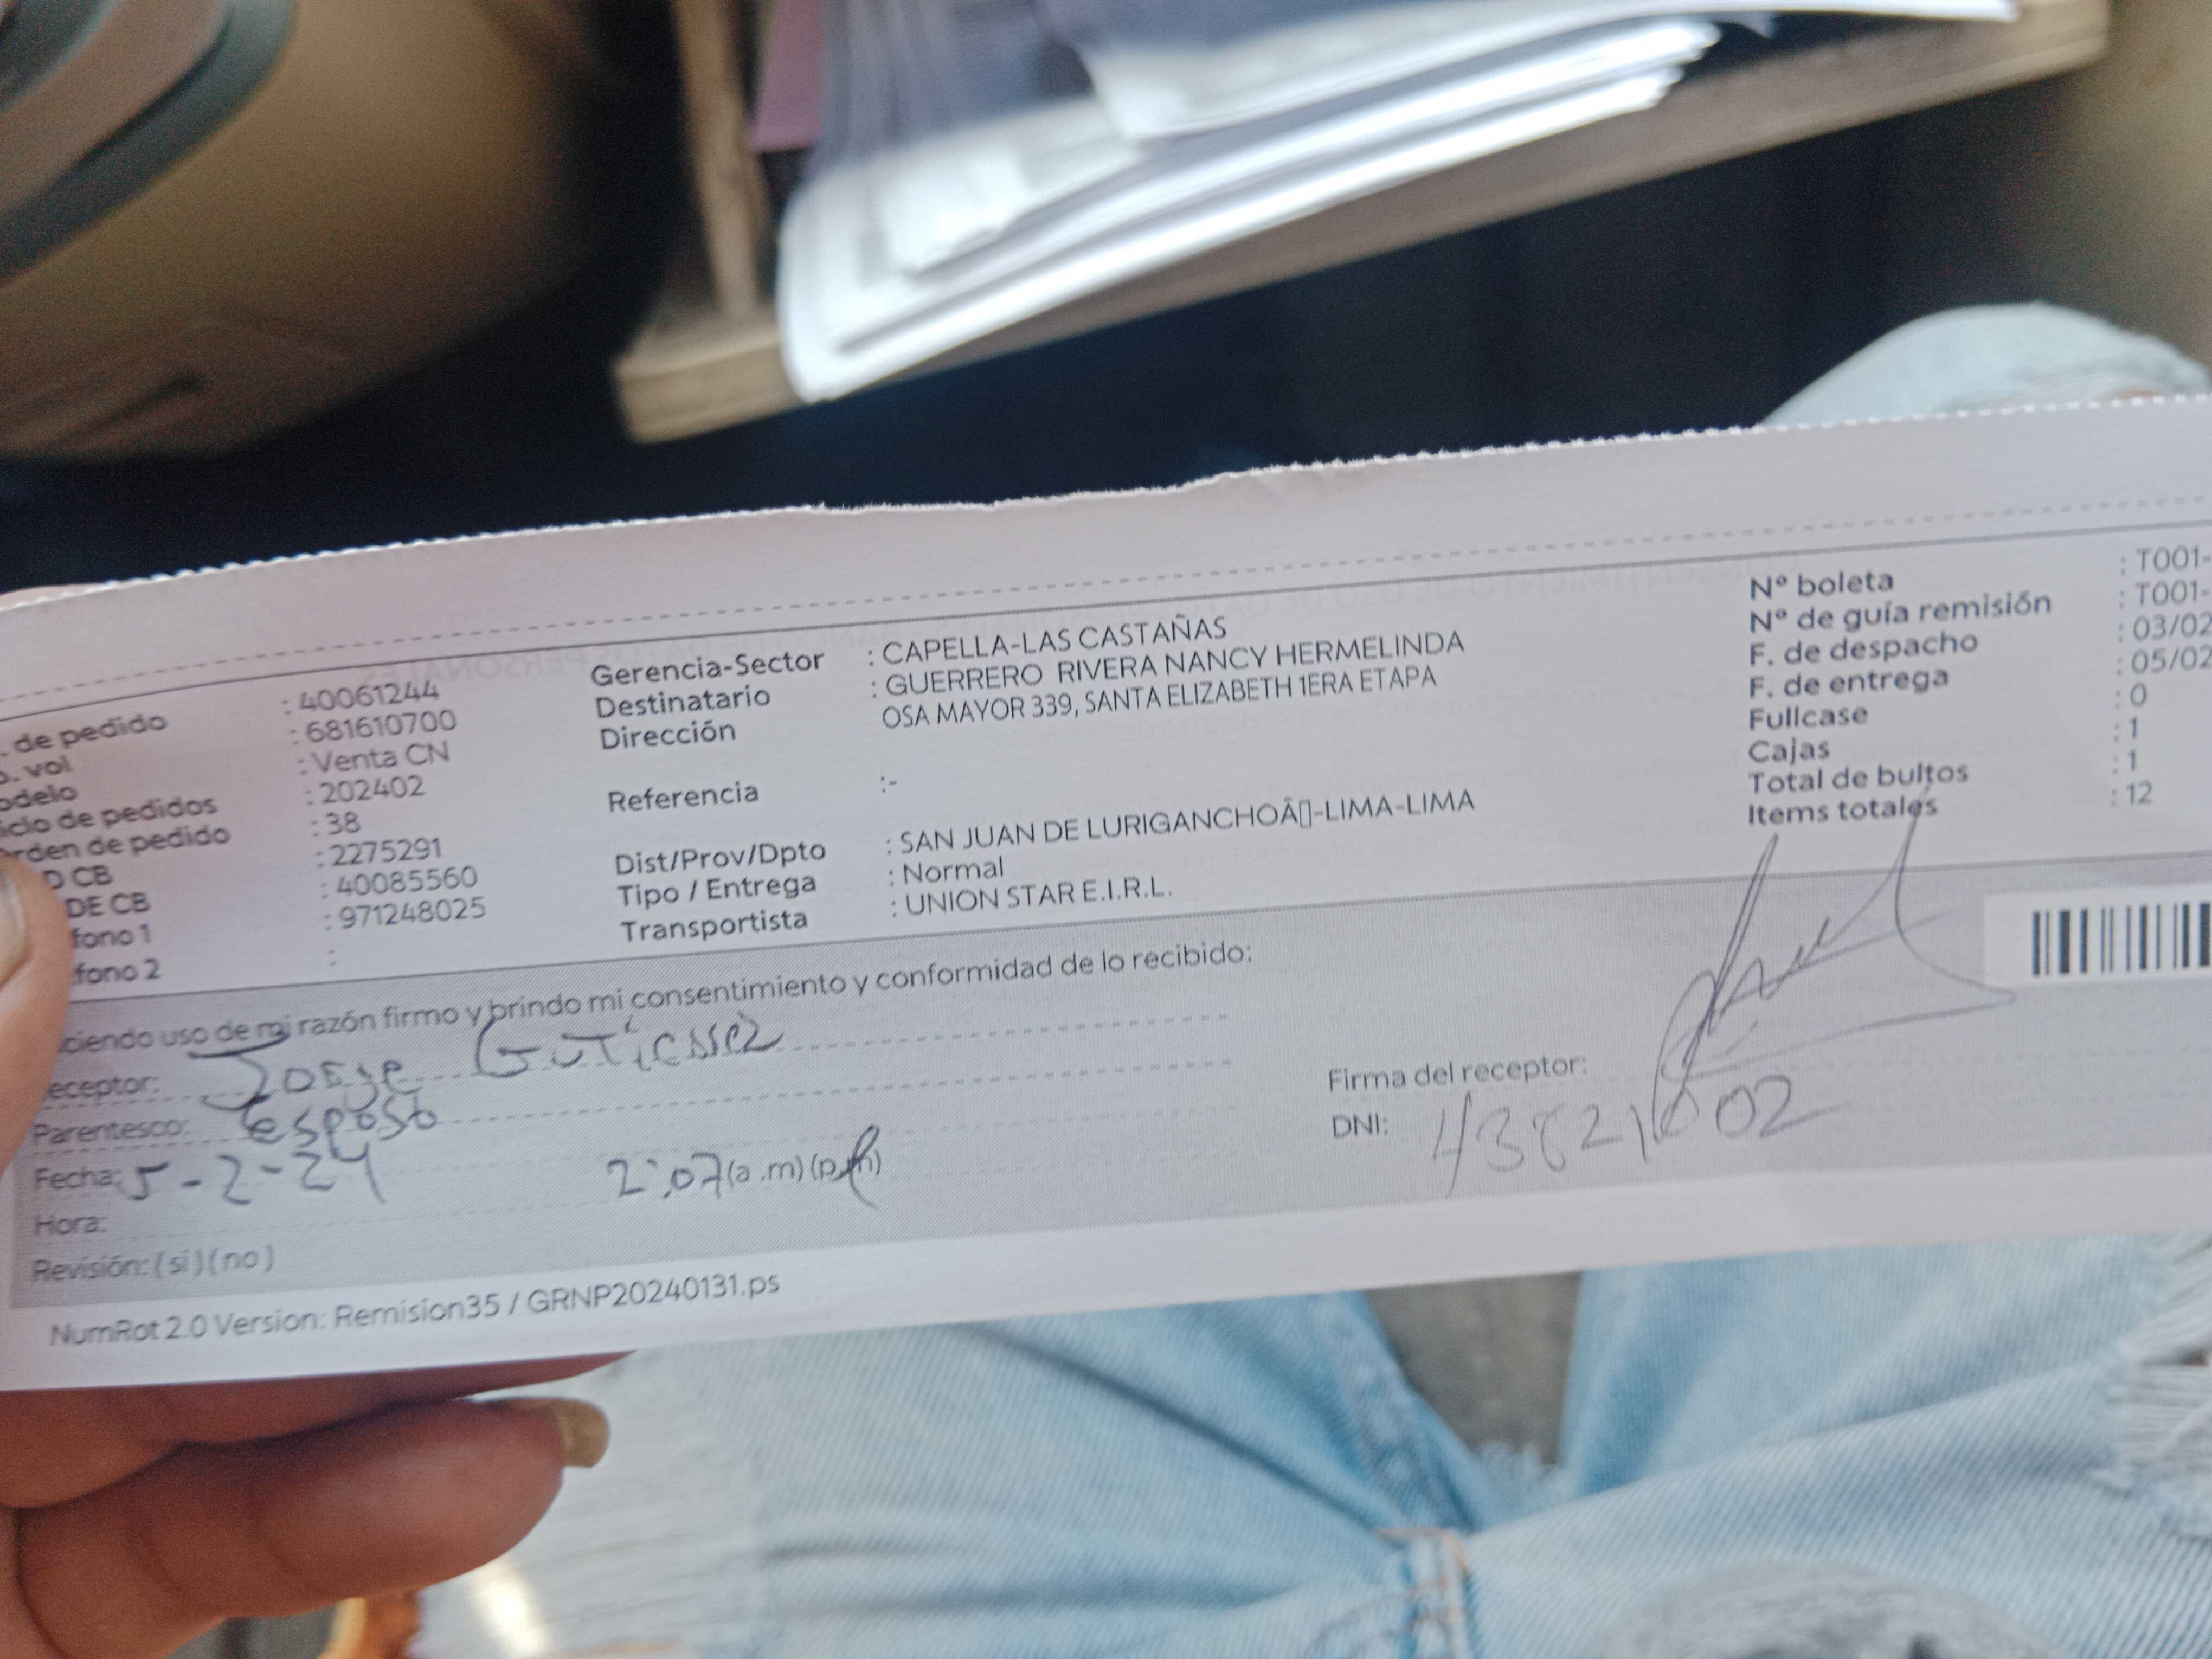 . de pedido : 40061244
o. vol : 681610700
odelo : Venta CN
iclo de pedidos : 202402
orden de pedido : 38
D CB : 2275291
DE CB : 40085560
fono 1 : 971248025
fono 2 :
Gerencia-Sector : CAPELLA-LAS CASTAÑAS
Destinatario : GUERRERO RIVERA NANCY HERMELINDA
Dirección OSA MAYOR 339, SANTA ELIZABETH 1ERA ETAPA
Referencia :-
Dist/Prov/Dpto : SAN JUAN DE LURIGANCHOÂ▯-LIMA-LIMA
Tipo / Entrega : Normal
Transportista : UNION STAR E.I.R.L.
Nº boleta : T001-
Nº de guía remisión : T001-
F. de despacho : 03/02
F. de entrega : 05/02
Fullcase : 0
Cajas : 1
Total de bultos : 1
Items totales : 12
ciendo uso de mi razón firmo y brindo mi consentimiento y conformidad de lo recibido:
eceptor: Jorge Gutierrez
Parentesco: esposo
Fecha: 5-2-24
Hora: 2:07 (a.m) (p.m)
Revisión: (si) (no)
Firma del receptor:
DNI:
NumRot 2.0 Version: Remision35 / GRNP20240131.ps